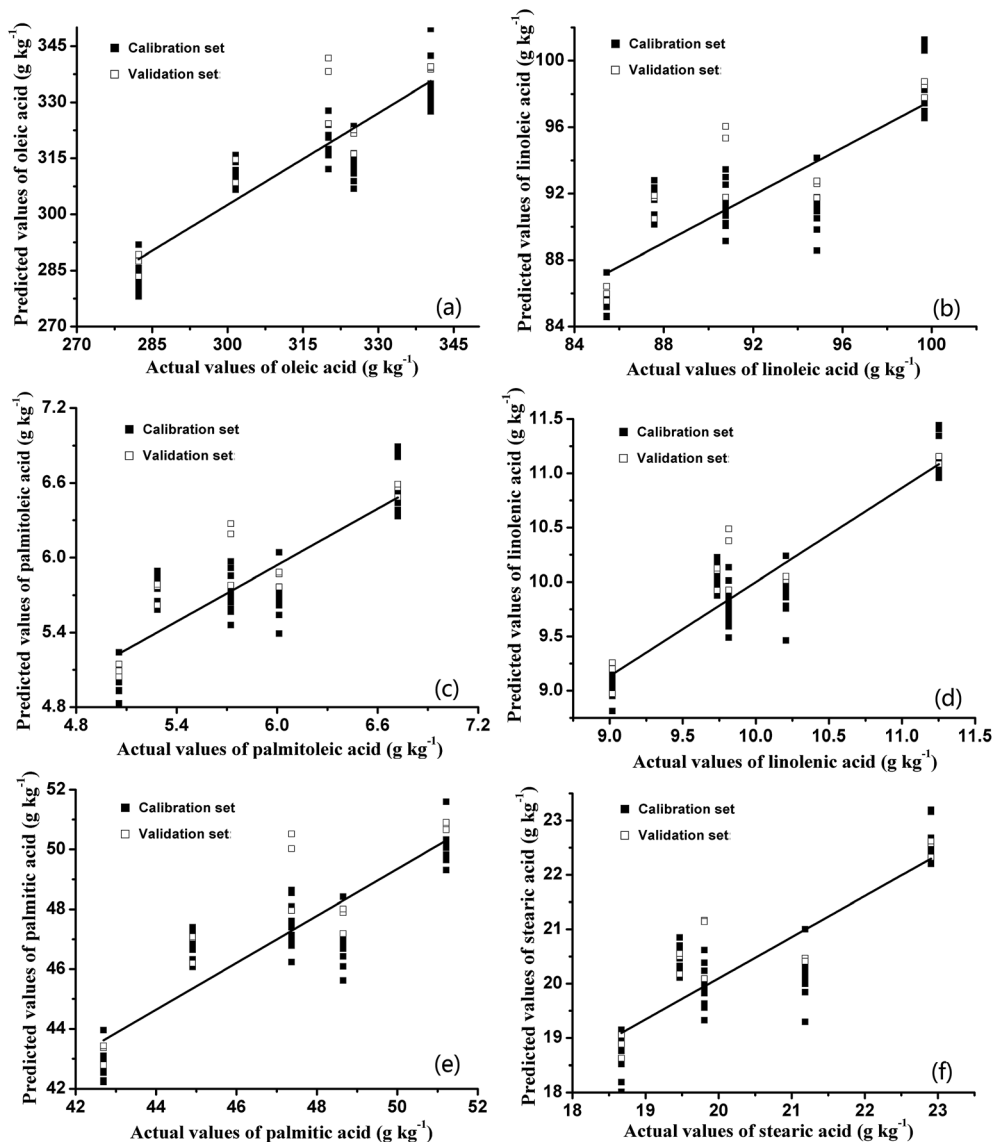 Predicted values of oleic acid (g kg⁻¹)
345
330
315
300
285
270
■ Calibration set
□ Validation set
(a)
270 285 300 315 330 345
Actual values of oleic acid (g kg⁻¹)
Predicted values of linoleic acid (g kg⁻¹)
100
96
92
88
84
■ Calibration set
□ Validation set
(b)
84 88 92 96 100
Actual values of linoleic acid (g kg⁻¹)
Predicted values of palmitoleic acid (g kg⁻¹)
7.2
6.6
6.0
5.4
4.8
■ Calibration set
□ Validation set
(c)
4.8 5.4 6.0 6.6 7.2
Actual values of palmitoleic acid (g kg⁻¹)
Predicted values of linolenic acid (g kg⁻¹)
11.5
11.0
10.5
10.0
9.5
9.0
■ Calibration set
□ Validation set
(d)
9.0 9.5 10.0 10.5 11.0 11.5
Actual values of linolenic acid (g kg⁻¹)
Predicted values of palmitic acid (g kg⁻¹)
52
50
48
46
44
42
■ Calibration set
□ Validation set
(e)
42 44 46 48 50 52
Actual values of palmitic acid (g kg⁻¹)
Predicted values of stearic acid (g kg⁻¹)
23
22
21
20
19
18
■ Calibration set
□ Validation set
(f)
18 19 20 21 22 23
Actual values of stearic acid (g kg⁻¹)